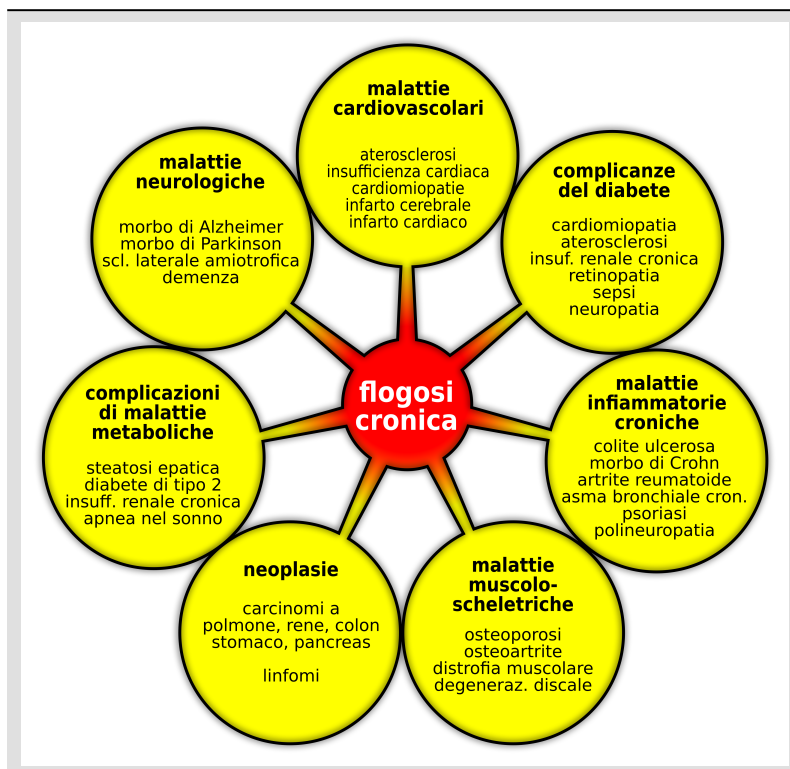 malattie
cardiovascolari
aterosclerosi
insufficienza cardiaca
cardiomiopatie
infarto cerebrale
infarto cardiaco
malattie
neurologiche
morbo di Alzheimer
morbo di Parkinson
scl. laterale amiotrofica
demenza
complicanze
del diabete
cardiomiopatia
aterosclerosi
insuf. renale cronica
retinopatia
sepsi
neuropatia
flogosi
cronica
complicazioni
di malattie
metaboliche
steatosi epatica
diabete di tipo 2
insuff. renale cronica
apnea nel sonno
malattie
infiammatorie
croniche
colite ulcerosa
morbo di Crohn
artrite reumatoide
asma bronchiale cron.
psoriasi
polineuropatia
neoplasie
carcinomi a
polmone, rene, colon
stomaco, pancreas
linfomi
malattie
muscolo-
scheletriche
osteoporosi
osteoartrite
distrofia muscolare
degeneraz. discale